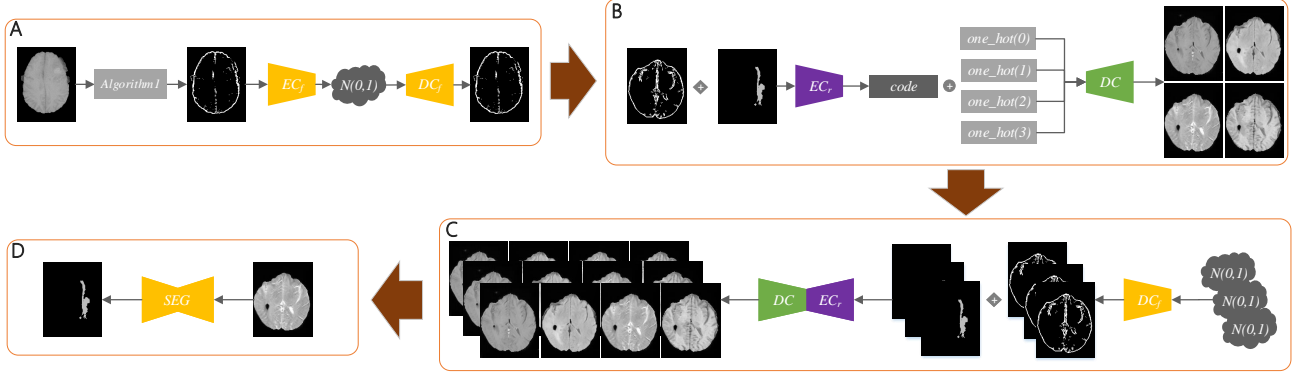 A
Algorithm1
EC_f
N(0,1)
DC_f
B
EC_r
code
one_hot(0)
one_hot(1)
one_hot(2)
one_hot(3)
DC
C
DC
EC_r
DC_f
N(0,1)
N(0,1)
N(0,1)
D
SEG